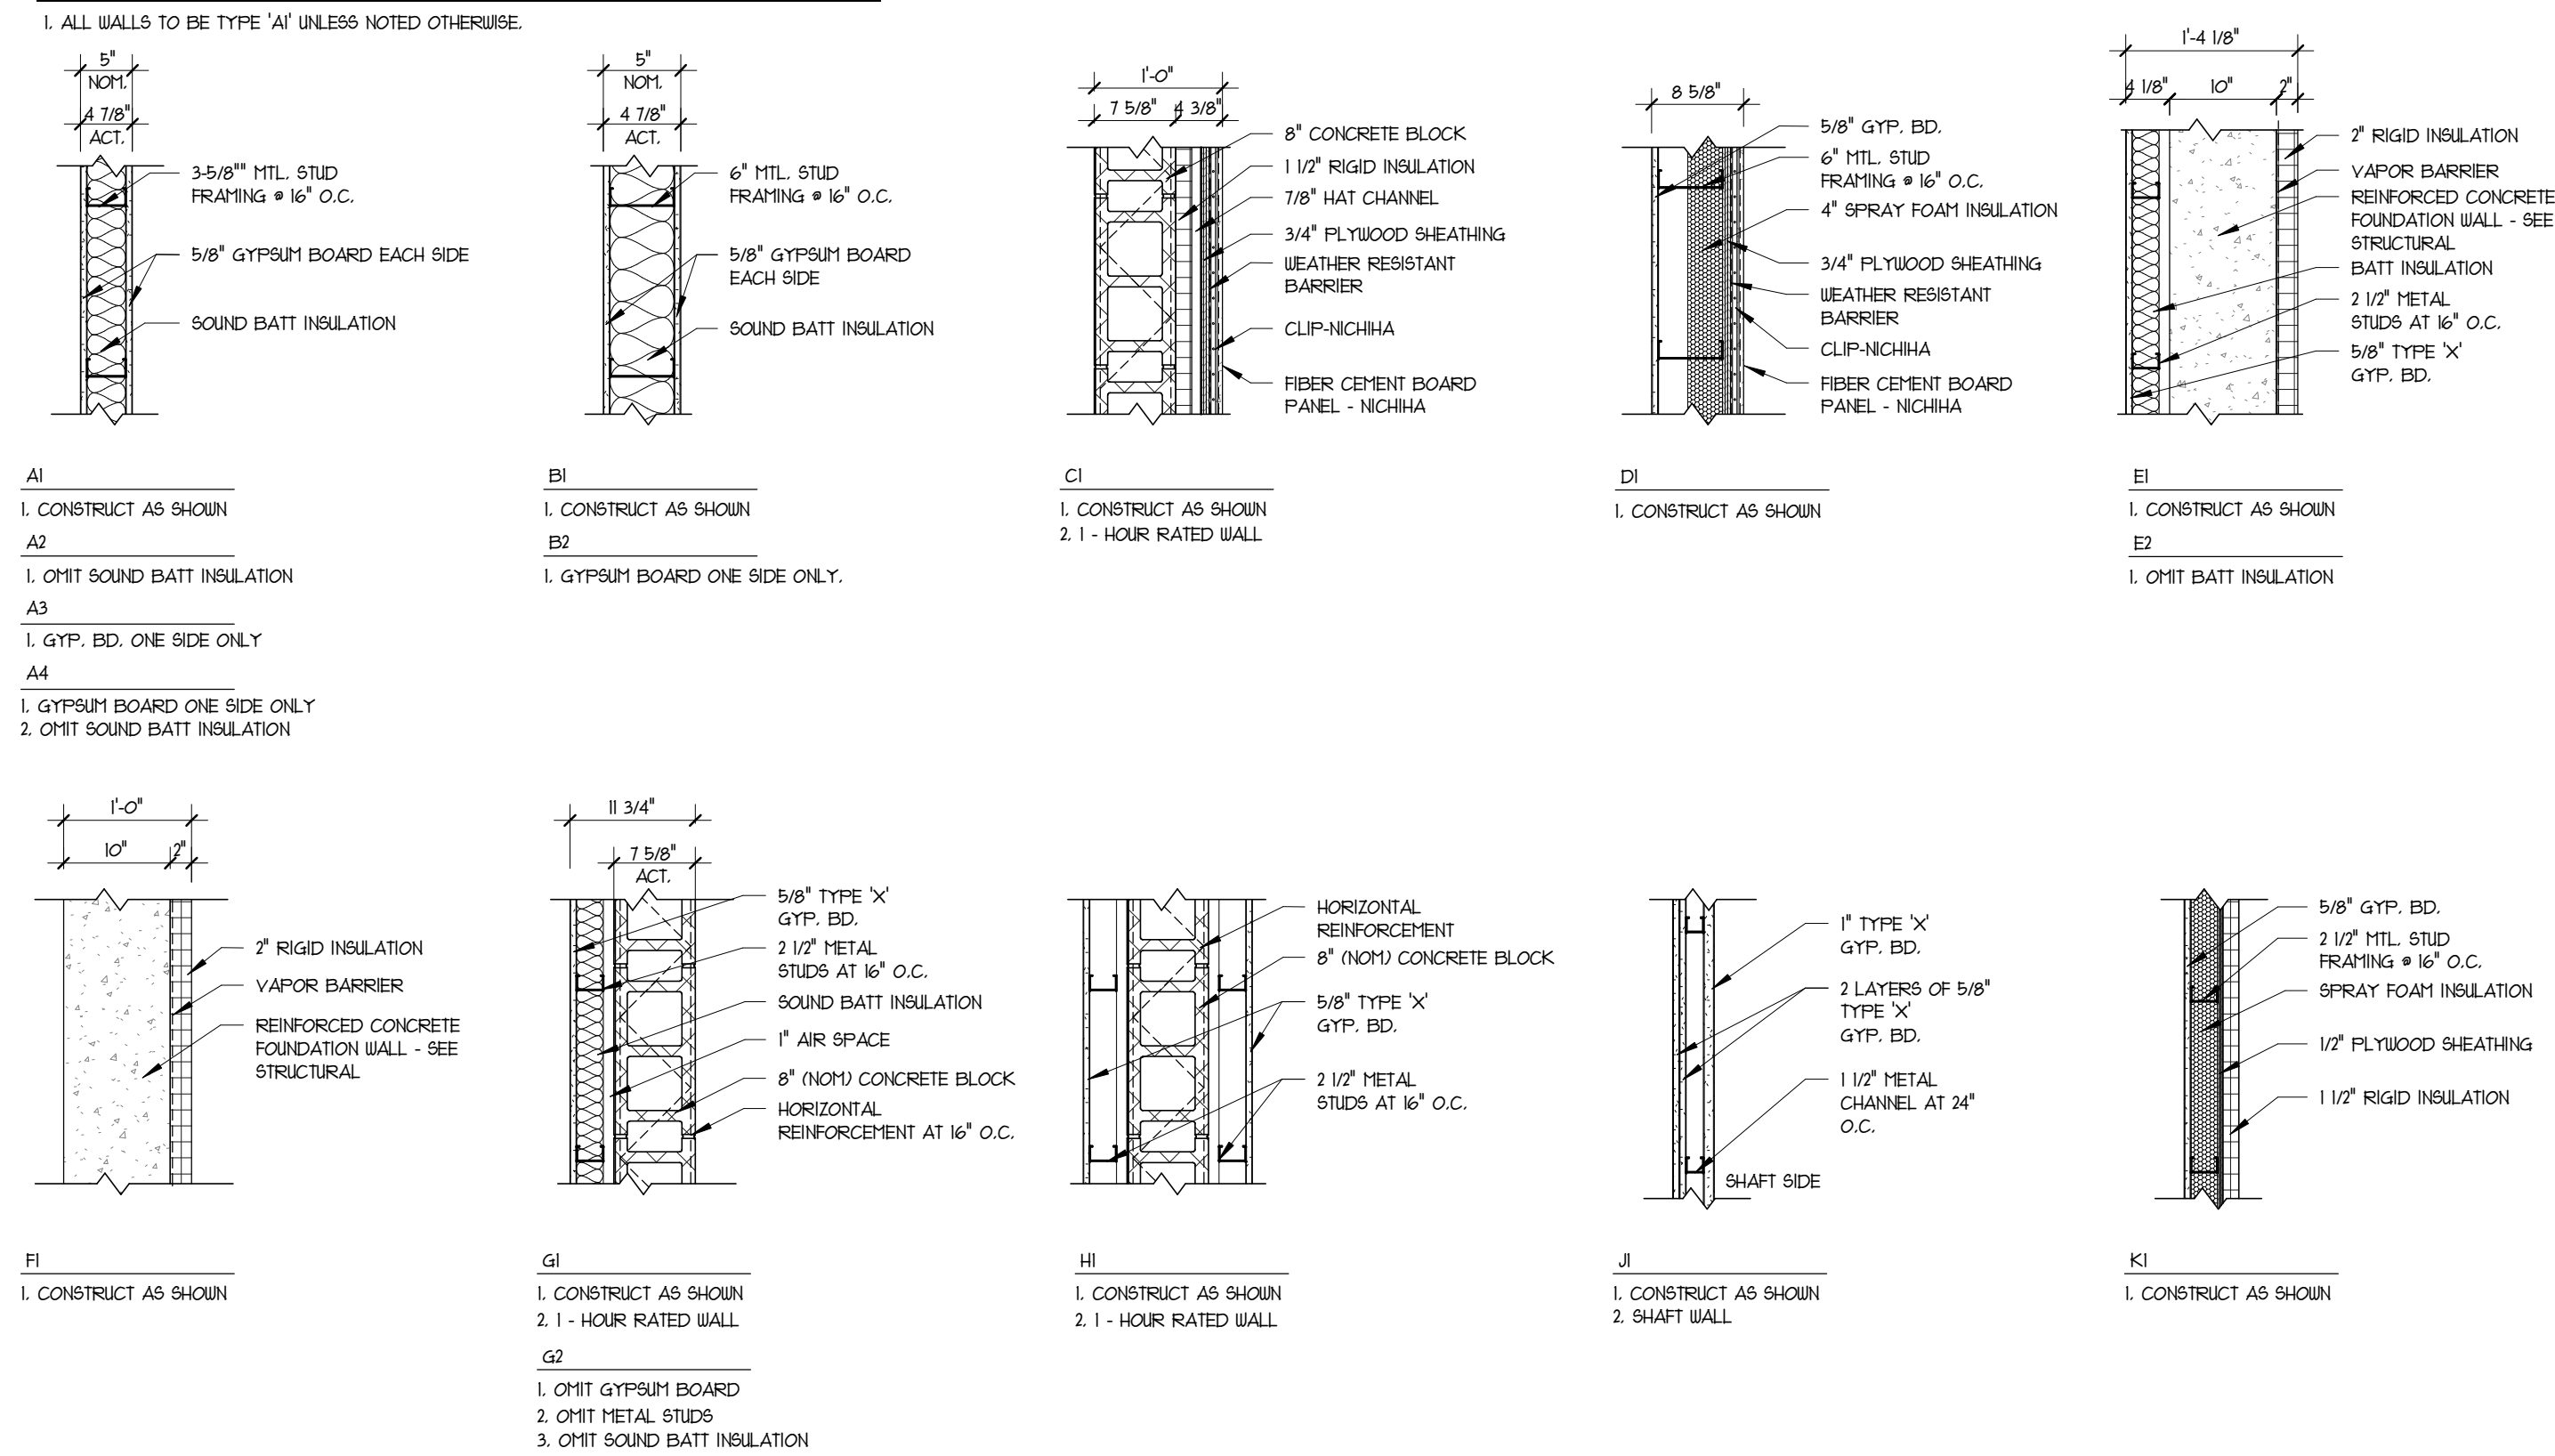 1. ALL WALLS TO BE TYPE 'A1' UNLESS NOTED OTHERWISE.
5"
NOM.
4 7/8"
ACT.
3-5/8"" MTL. STUD
FRAMING @ 16" O.C.
5/8" GYPSUM BOARD EACH SIDE
SOUND BATT INSULATION
A1
1. CONSTRUCT AS SHOWN
A2
1. OMIT SOUND BATT INSULATION
A3
1. GYP. BD. ONE SIDE ONLY
A4
1. GYPSUM BOARD ONE SIDE ONLY
2. OMIT SOUND BATT INSULATION
5"
NOM.
4 7/8"
ACT.
6" MTL. STUD
FRAMING @ 16" O.C.
5/8" GYPSUM BOARD
EACH SIDE
SOUND BATT INSULATION
B1
1. CONSTRUCT AS SHOWN
B2
1. GYPSUM BOARD ONE SIDE ONLY.
1'-0"
7 5/8" 4 3/8"
8" CONCRETE BLOCK
1 1/2" RIGID INSULATION
7/8" HAT CHANNEL
3/4" PLYWOOD SHEATHING
WEATHER RESISTANT
BARRIER
CLIP-NICHIHA
FIBER CEMENT BOARD
PANEL - NICHIHA
C1
1. CONSTRUCT AS SHOWN
2. 1 - HOUR RATED WALL
8 5/8"
5/8" GYP. BD.
6" MTL. STUD
FRAMING @ 16" O.C.
4" SPRAY FOAM INSULATION
3/4" PLYWOOD SHEATHING
WEATHER RESISTANT
BARRIER
CLIP-NICHIHA
FIBER CEMENT BOARD
PANEL - NICHIHA
D1
1. CONSTRUCT AS SHOWN
1'-4 1/8"
4 1/8" 10" 2"
2" RIGID INSULATION
VAPOR BARRIER
REINFORCED CONCRETE
FOUNDATION WALL - SEE
STRUCTURAL
BATT INSULATION
2 1/2" METAL
STUDS AT 16" O.C.
5/8" TYPE 'X'
GYP. BD.
E1
1. CONSTRUCT AS SHOWN
E2
1. OMIT BATT INSULATION
1'-0"
10" 2"
2" RIGID INSULATION
VAPOR BARRIER
REINFORCED CONCRETE
FOUNDATION WALL - SEE
STRUCTURAL
F1
1. CONSTRUCT AS SHOWN
11 3/4"
7 5/8"
ACT.
5/8" TYPE 'X'
GYP. BD.
2 1/2" METAL
STUDS AT 16" O.C.
SOUND BATT INSULATION
1" AIR SPACE
8" (NOM) CONCRETE BLOCK
HORIZONTAL
REINFORCEMENT AT 16" O.C.
G1
1. CONSTRUCT AS SHOWN
2. 1 - HOUR RATED WALL
G2
1. OMIT GYPSUM BOARD
2. OMIT METAL STUDS
3. OMIT SOUND BATT INSULATION
HORIZONTAL
REINFORCEMENT
8" (NOM) CONCRETE BLOCK
5/8" TYPE 'X'
GYP. BD.
2 1/2" METAL
STUDS AT 16" O.C.
H1
1. CONSTRUCT AS SHOWN
2. 1 - HOUR RATED WALL
1" TYPE 'X'
GYP. BD.
2 LAYERS OF 5/8"
TYPE 'X'
GYP. BD.
1 1/2" METAL
CHANNEL AT 24"
O.C.
SHAFT SIDE
J1
1. CONSTRUCT AS SHOWN
2. SHAFT WALL
5/8" GYP. BD.
2 1/2" MTL. STUD
FRAMING @ 16" O.C.
SPRAY FOAM INSULATION
1/2" PLYWOOD SHEATHING
1 1/2" RIGID INSULATION
K1
1. CONSTRUCT AS SHOWN